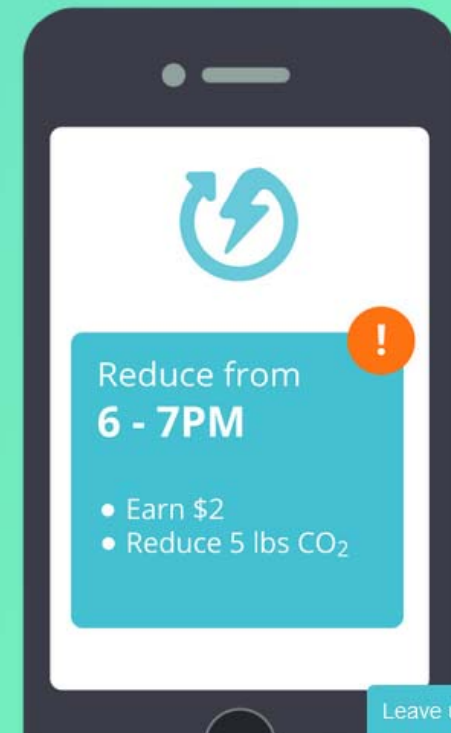 !
Reduce from
6 - 7PM
● Earn $2
● Reduce 5 lbs CO₂
Leave